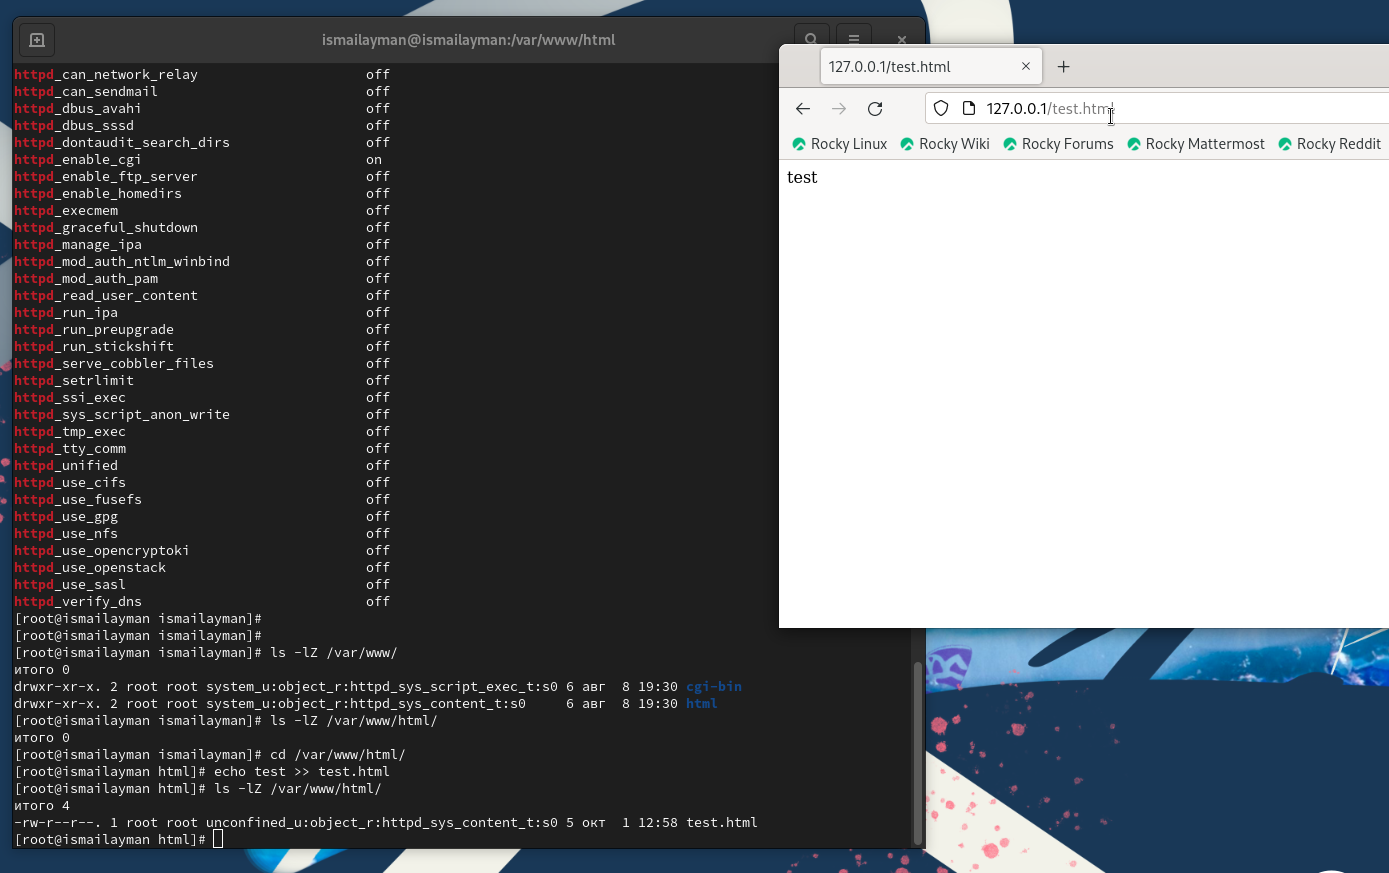 ismailayman@ismailayman:/var/www/html
httpd_can_network_relay off
httpd_can_sendmail off
httpd_dbus_avahi off
httpd_dbus_sssd off
httpd_dontaudit_search_dirs off
httpd_enable_cgi on
httpd_enable_ftp_server off
httpd_enable_homedirs off
httpd_execmem off
httpd_graceful_shutdown off
httpd_manage_ipa off
httpd_mod_auth_ntlm_winbind off
httpd_mod_auth_pam off
httpd_read_user_content off
httpd_run_ipa off
httpd_run_preupgrade off
httpd_run_stickshift off
httpd_serve_cobbler_files off
httpd_setrlimit off
httpd_ssi_exec off
httpd_sys_script_anon_write off
httpd_tmp_exec off
httpd_tty_comm off
httpd_unified off
httpd_use_cifs off
httpd_use_fusefs off
httpd_use_gpg off
httpd_use_nfs off
httpd_use_opencryptoki off
httpd_use_openstack off
httpd_use_sasl off
httpd_verify_dns off
[root@ismailayman ismailayman]#
[root@ismailayman ismailayman]#
[root@ismailayman ismailayman]# ls -lZ /var/www/
итого 0
drwxr-xr-x. 2 root root system_u:object_r:httpd_sys_script_exec_t:s0 6 авг 8 19:30 cgi-bin
drwxr-xr-x. 2 root root system_u:object_r:httpd_sys_content_t:s0 6 авг 8 19:30 html
[root@ismailayman ismailayman]# ls -lZ /var/www/html/
итого 0
[root@ismailayman ismailayman]# cd /var/www/html/
[root@ismailayman html]# echo test >> test.html
[root@ismailayman html]# ls -lZ /var/www/html/
итого 4
-rw-r--r--. 1 root root unconfined_u:object_r:httpd_sys_content_t:s0 5 окт 1 12:58 test.html
[root@ismailayman html]#
127.0.0.1/test.html
127.0.0.1/test.html
Rocky Linux Rocky Wiki Rocky Forums Rocky Mattermost Rocky Reddit
test